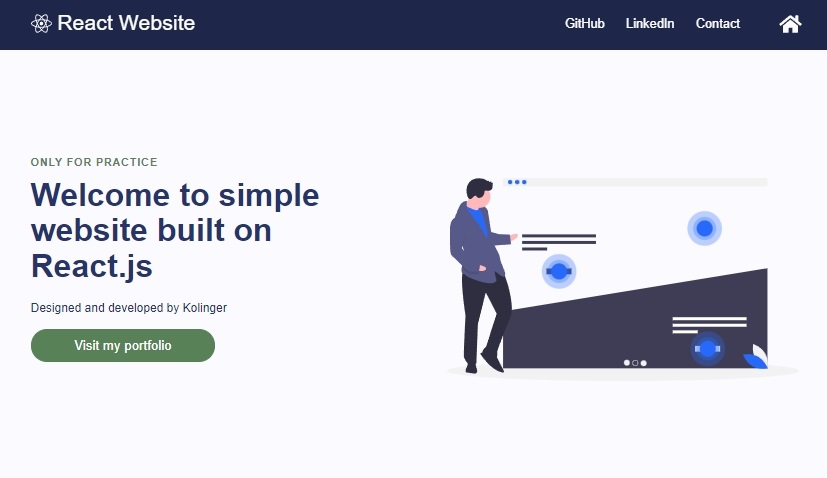 React Website
GitHub LinkedIn Contact
ONLY FOR PRACTICE
Welcome to simple
website built on
React.js
Designed and developed by Kolinger
Visit my portfolio